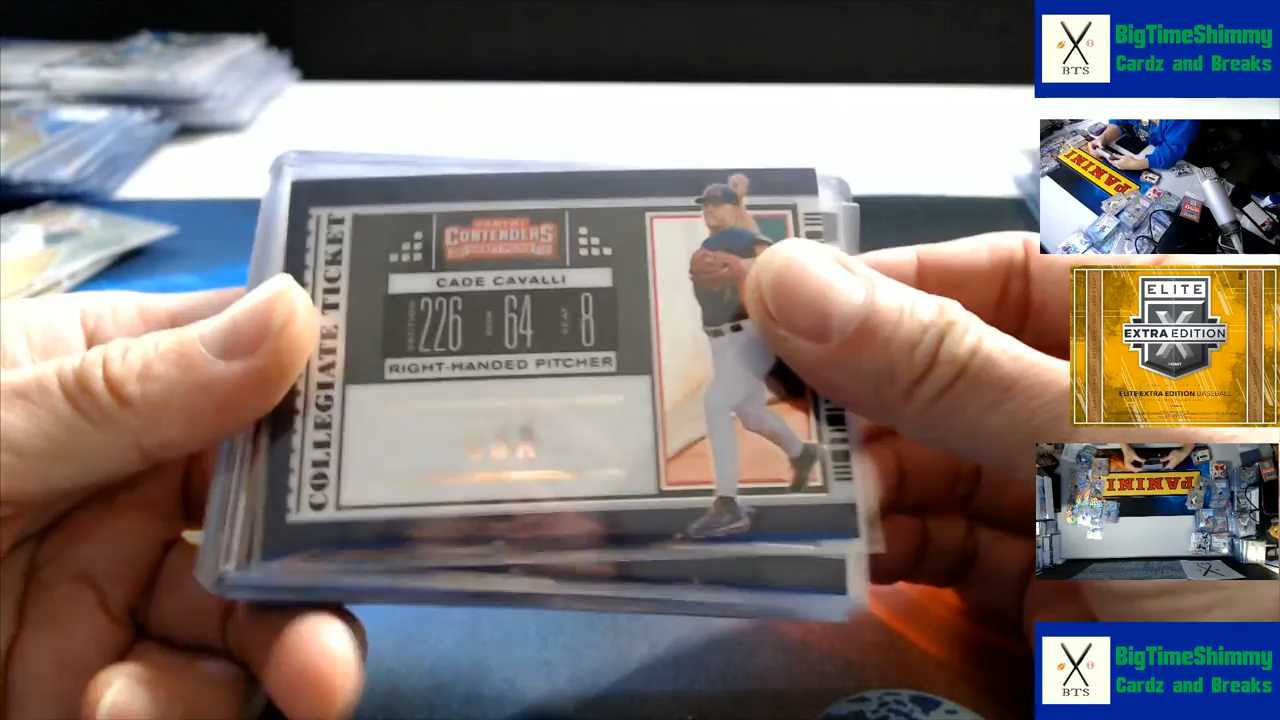 PANINI
CONTENDERS
CADE CAVALLI
226 64 8
RIGHT-HANDED PITCHER
COLLEGIATE TICKET
BigTimeShimmy
Cardz and Breaks
BTS
PANINI
ELITE
EXTRA EDITION
X
ELITE EXTRA EDITION BASEBALL
PANINI
BigTimeShimmy
Cardz and Breaks
BTS